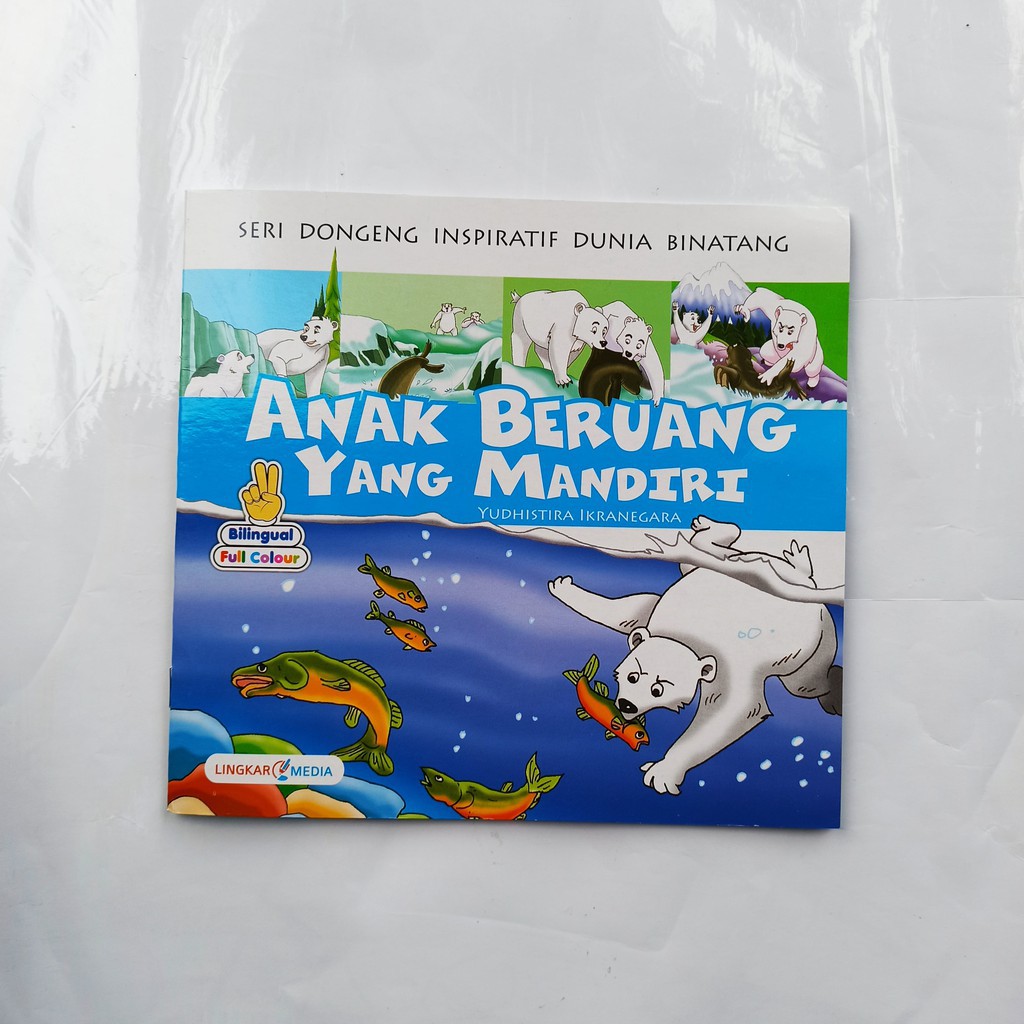 SERI DONGENG INSPIRATIF DUNIA BINATANG
ANAK BERUANG
YANG MANDIRI
YUDHISTIRA IKRANEGARA
Bilingual
Full Colour
LINGKAR MEDIA